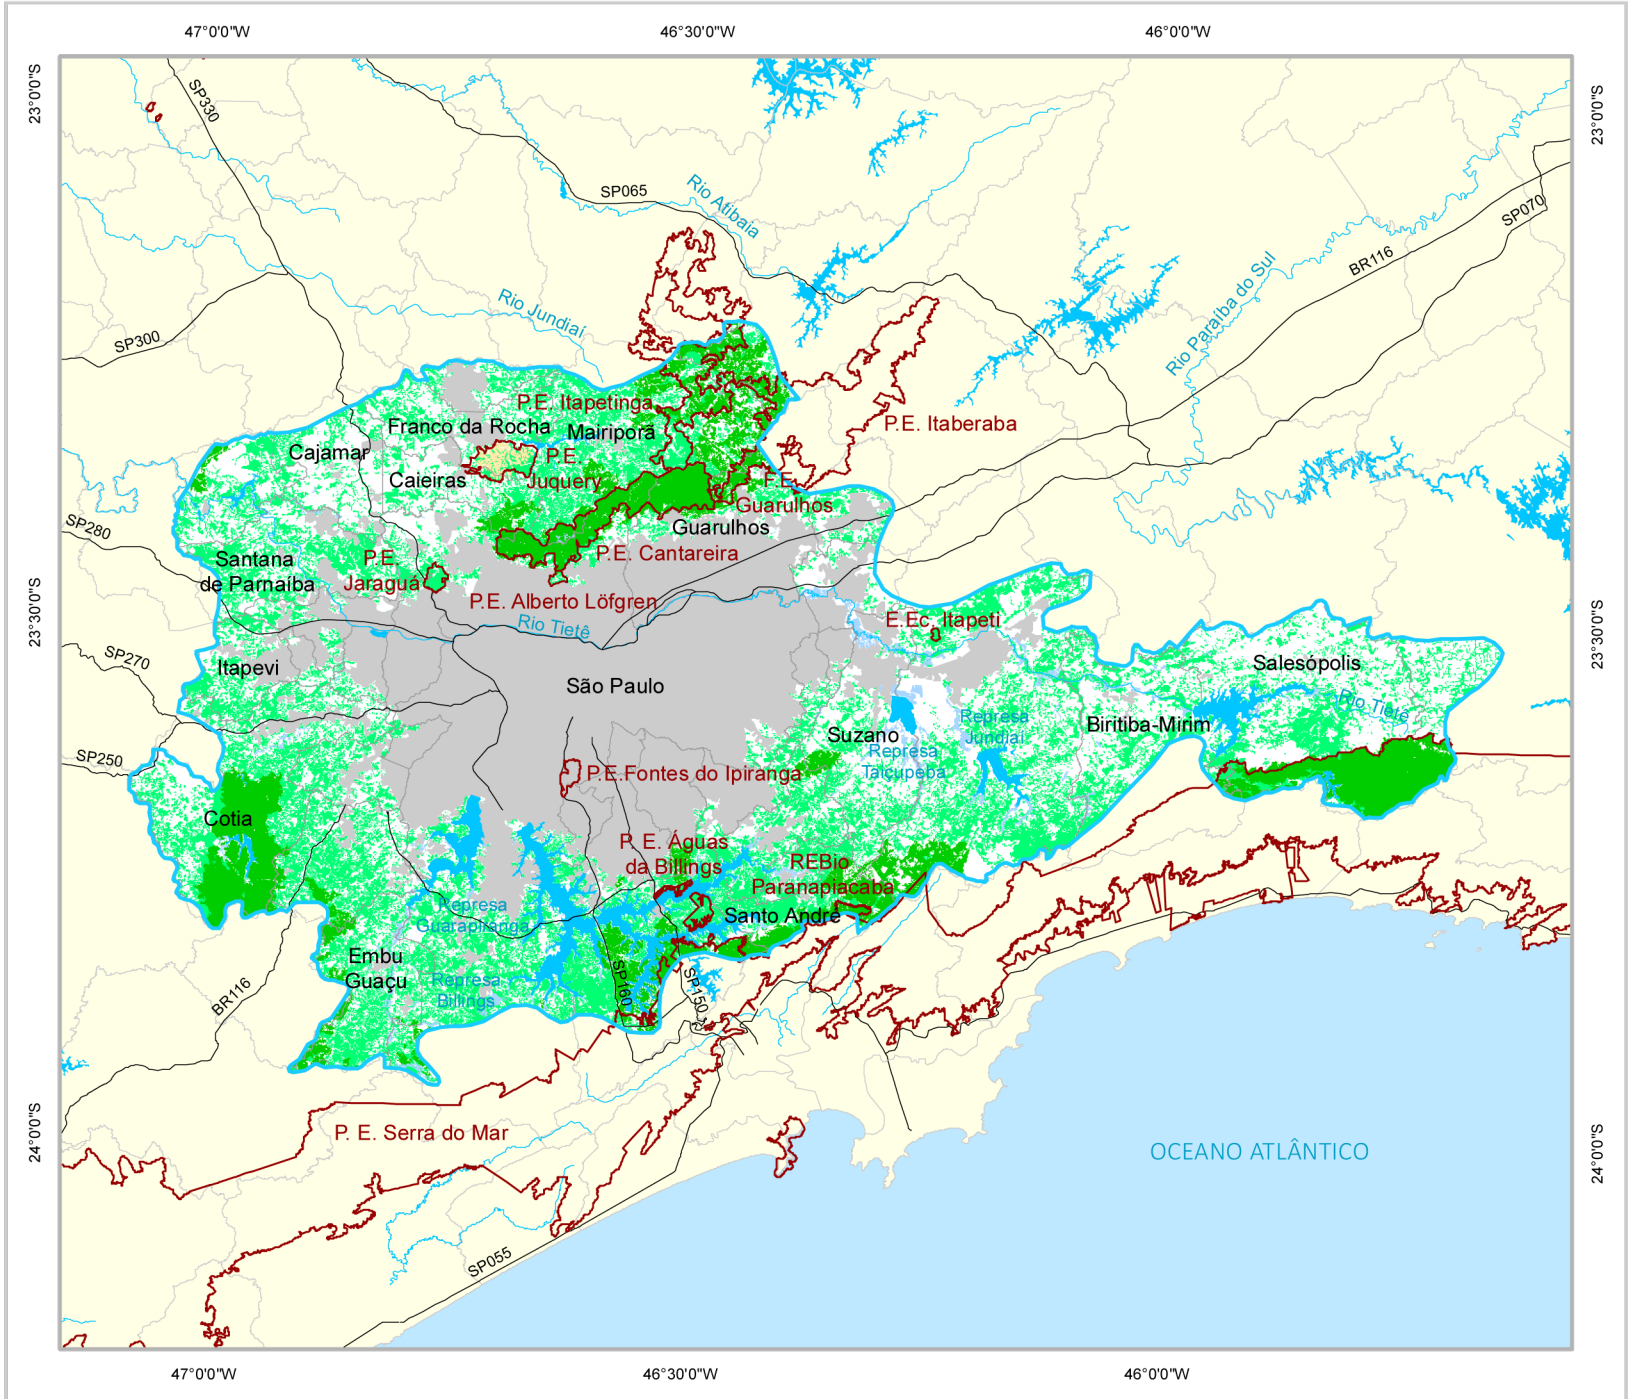 47°0'0"W
46°30'0"W
46°0'0"W
23°0'0"S
23°0'0"S
SP330
SP065
Rio Atibaia
SP070
BR116
Rio Paraíba do Sul
Rio Jundiaí
SP300
P.E. Itapetinga
P.E. Itaberaba
Franco da Rocha
Mairiporã
Cajamar
P.E.
Juquery
Caieiras
F.E.
Guarulhos
Guarulhos
SP280
P.E. Cantareira
Santana
de Parnaíba
P.E.
Jaraguá
P.E. Alberto Löfgren
Rio Tietê
E.Ec. Itapeti
23°30'0"S
23°30'0"S
SP270
Itapevi
São Paulo
Salesópolis
Rio Tietê
Represa
Jundiaí
Biritiba-Mirim
Suzano
Represa
Taiçupeba
SP250
P.E.Fontes do Ipiranga
Cotia
P. E. Águas
da Billings
REBio
Paranapiacaba
Represa
Guarapiranga
Santo André
Embu
Guaçu
Represa
Billings
SP160
SP150
BR116
P. E. Serra do Mar
24°0'0"S
24°0'0"S
OCEANO ATLÂNTICO
SP055
47°0'0"W
46°30'0"W
46°0'0"W